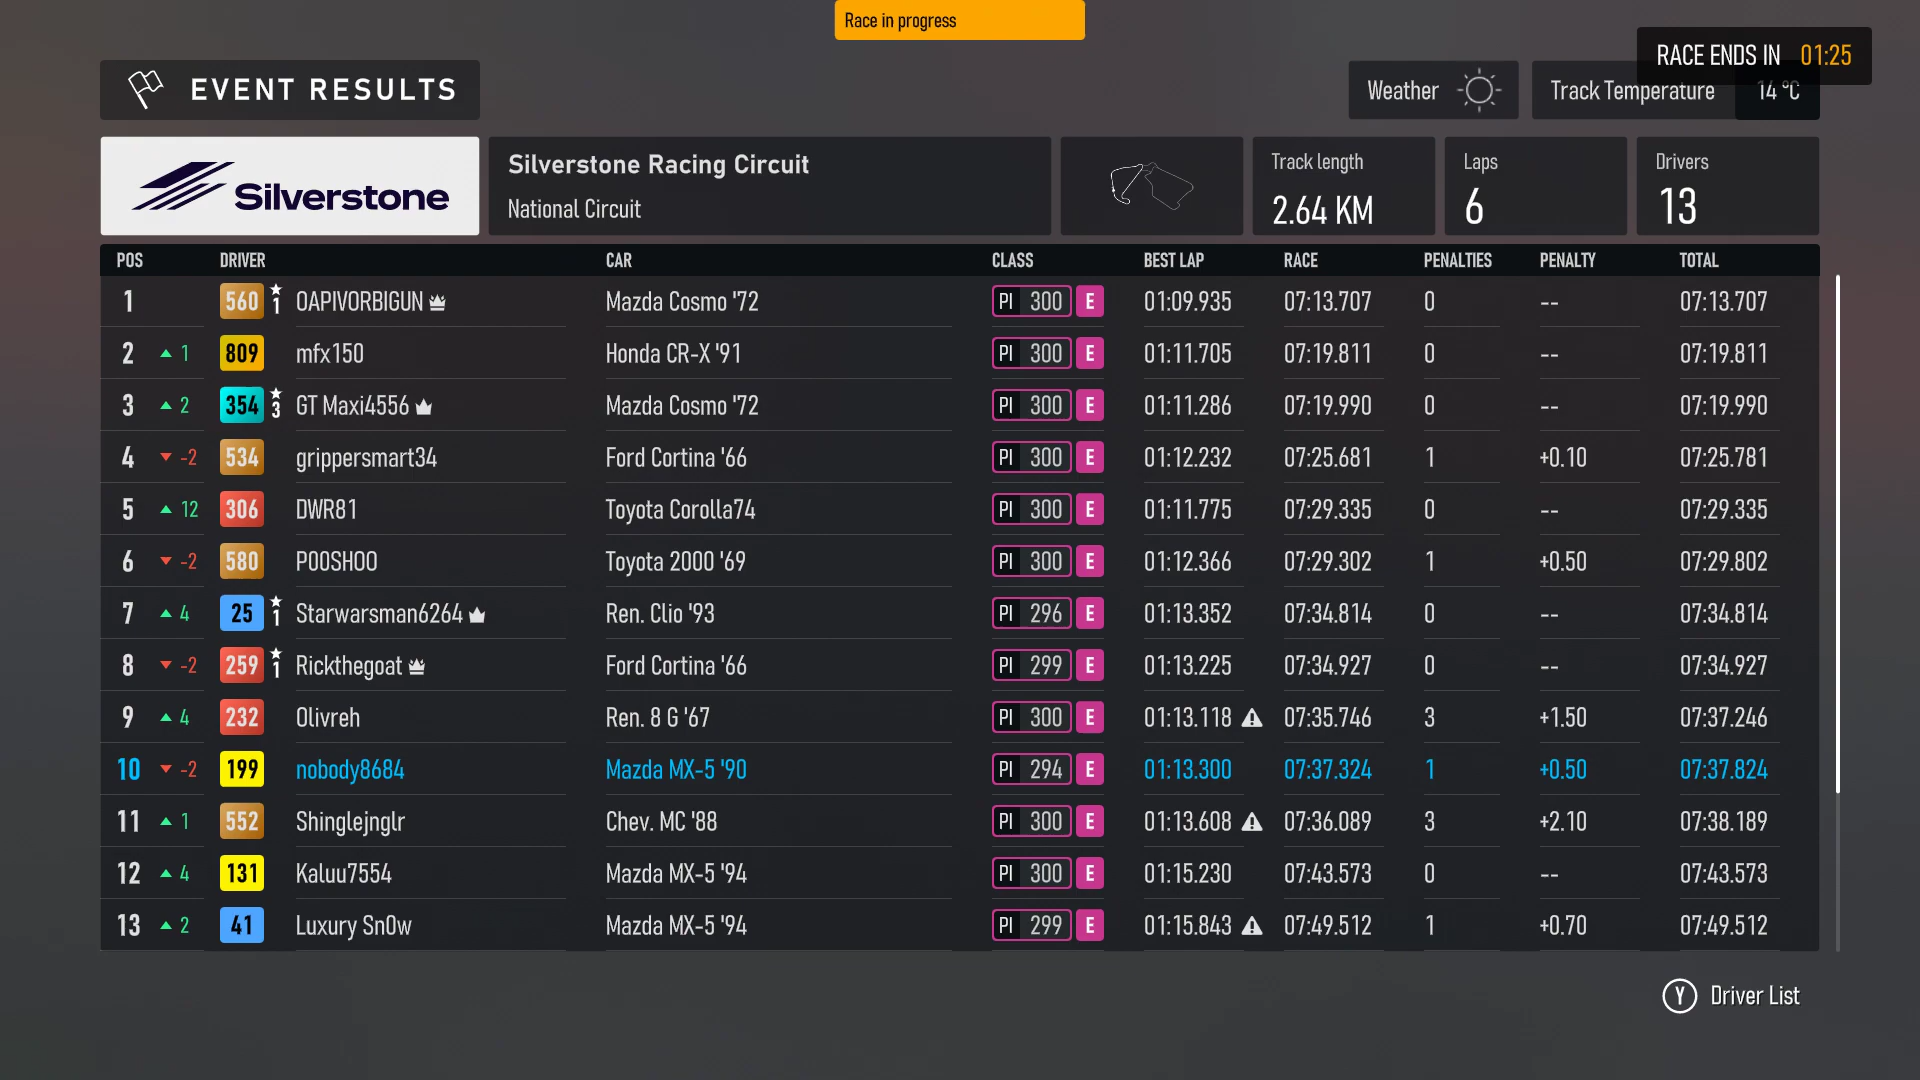 Race in progress
RACE ENDS IN 01:25
EVENT RESULTS
Weather
Track Temperature 14 °C
Silverstone
Silverstone Racing Circuit
National Circuit
Track length
2.64 KM
Laps
6
Drivers
13
POS DRIVER CAR CLASS BEST LAP RACE PENALTIES PENALTY TOTAL
1 560 1 OAPIVORBIGUN Mazda Cosmo '72 PI 300 E 01:09.935 07:13.707 0 -- 07:13.707
2 1 809 mfx150 Honda CR-X '91 PI 300 E 01:11.705 07:19.811 0 -- 07:19.811
3 2 354 3 GT Maxi4556 Mazda Cosmo '72 PI 300 E 01:11.286 07:19.990 0 -- 07:19.990
4 -2 534 grippersmart34 Ford Cortina '66 PI 300 E 01:12.232 07:25.681 1 +0.10 07:25.781
5 12 306 DWR81 Toyota Corolla74 PI 300 E 01:11.775 07:29.335 0 -- 07:29.335
6 -2 580 POOSHOO Toyota 2000 '69 PI 300 E 01:12.366 07:29.302 1 +0.50 07:29.802
7 4 25 1 Starwarsman6264 Ren. Clio '93 PI 296 E 01:13.352 07:34.814 0 -- 07:34.814
8 -2 259 1 Rickthegoat Ford Cortina '66 PI 299 E 01:13.225 07:34.927 0 -- 07:34.927
9 4 232 Olivreh Ren. 8 G '67 PI 300 E 01:13.118 07:35.746 3 +1.50 07:37.246
10 -2 199 nobody8684 Mazda MX-5 '90 PI 294 E 01:13.300 07:37.324 1 +0.50 07:37.824
11 1 552 Shinglejnglr Chev. MC '88 PI 300 E 01:13.608 07:36.089 3 +2.10 07:38.189
12 4 131 Kaluu7554 Mazda MX-5 '94 PI 300 E 01:15.230 07:43.573 0 -- 07:43.573
13 2 41 Luxury Sn0w Mazda MX-5 '94 PI 299 E 01:15.843 07:49.512 1 +0.70 07:49.512
Y Driver List